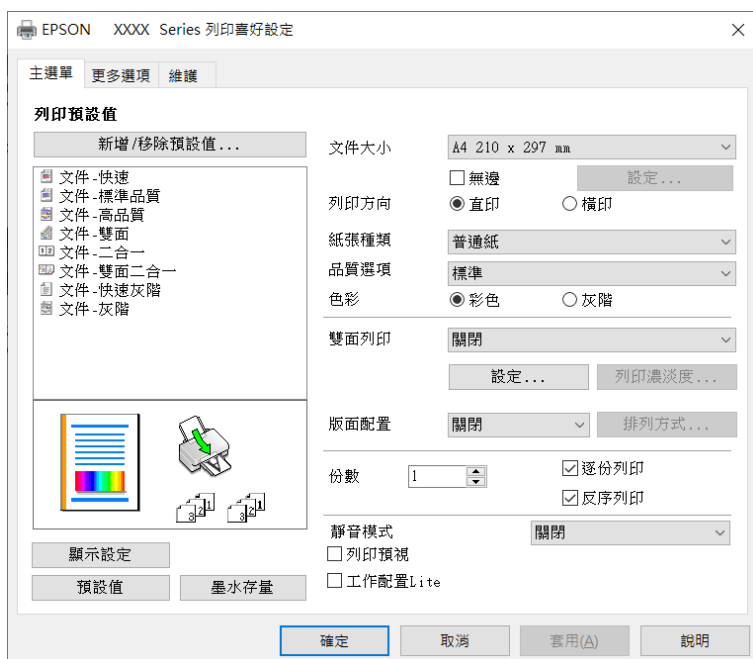 EPSON XXXX Series 列印喜好設定
主選單 更多選項 維護
列印預設值
新增/移除預設值...
文件-快速
文件-標準品質
文件-高品質
文件-雙面
文件-二合一
文件-雙面二合一
文件-快速灰階
文件-灰階
顯示設定
預設值 墨水存量
文件大小 A4 210 x 297 mm
無邊 設定...
列印方向 直印 橫印
紙張種類 普通紙
品質選項 標準
色彩 彩色 灰階
雙面列印 關閉
設定... 列印濃淡度...
版面配置 關閉 排列方式...
份數 1 逐份列印
反序列印
靜音模式 關閉
列印預視
工作配置Lite
確定 取消 套用(A) 說明